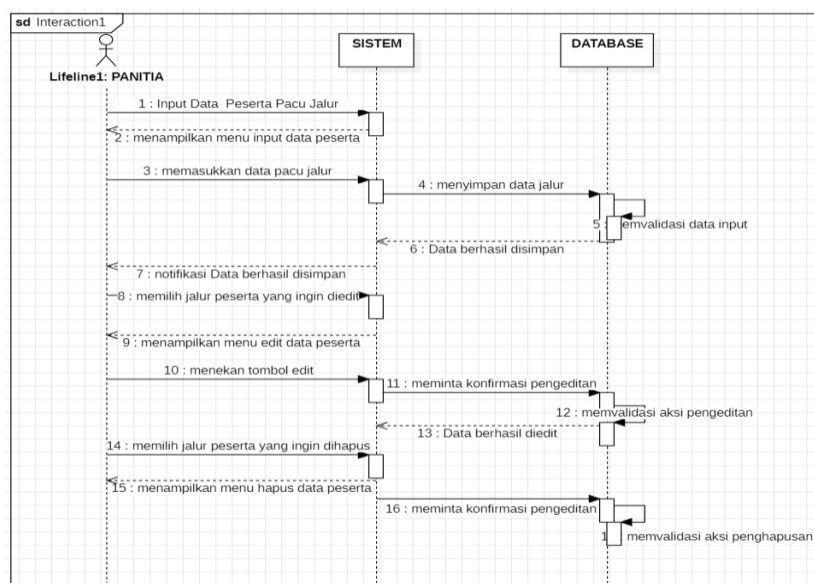 sd Interaction1
SISTEM
DATABASE
Lifeline1: PANITIA
1 : Input Data Peserta Pacu Jalur
2 : menampilkan menu input data peserta
3 : memasukkan data pacu jalur
4 : menyimpan data jalur
5 : emvalidasi data input
6 : Data berhasil disimpan
7 : notifikasi Data berhasil disimpan
8 : memilih jalur peserta yang ingin diedit
9 : menampilkan menu edit data peserta
10 : menekan tombol edit
11 : meminta konfirmasi pengeditan
12 : memvalidasi aksi pengeditan
13 : Data berhasil diedit
14 : memilih jalur peserta yang ingin dihapus
15 : menampilkan menu hapus data peserta
16 : meminta konfirmasi pengeditan
1 memvalidasi aksi penghapusan